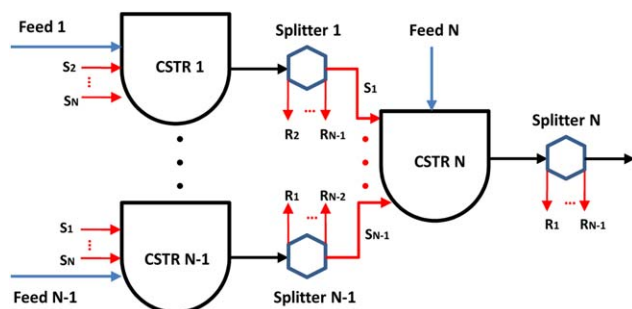 Feed 1
S2
SN
CSTR 1
Splitter 1
R2 ... RN-1
S1
Feed N
CSTR N
Splitter N
R1 ... RN-1
S1
SN
Feed N-1
CSTR N-1
R1 ... RN-2
Splitter N-1
SN-1